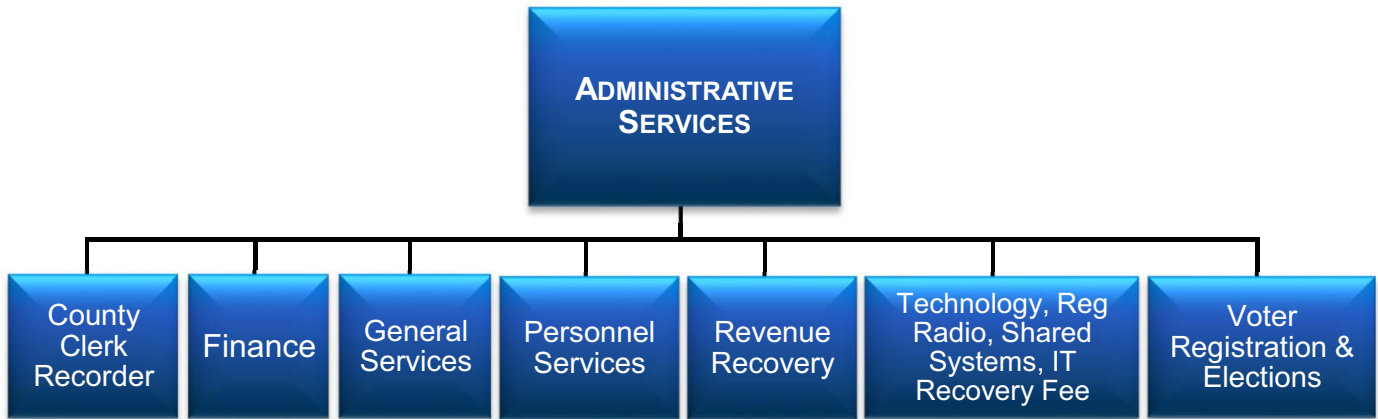 ADMINISTRATIVE
SERVICES
County
Clerk
Recorder
Finance
General
Services
Personnel
Services
Revenue
Recovery
Technology, Reg
Radio, Shared
Systems, IT
Recovery Fee
Voter
Registration &
Elections